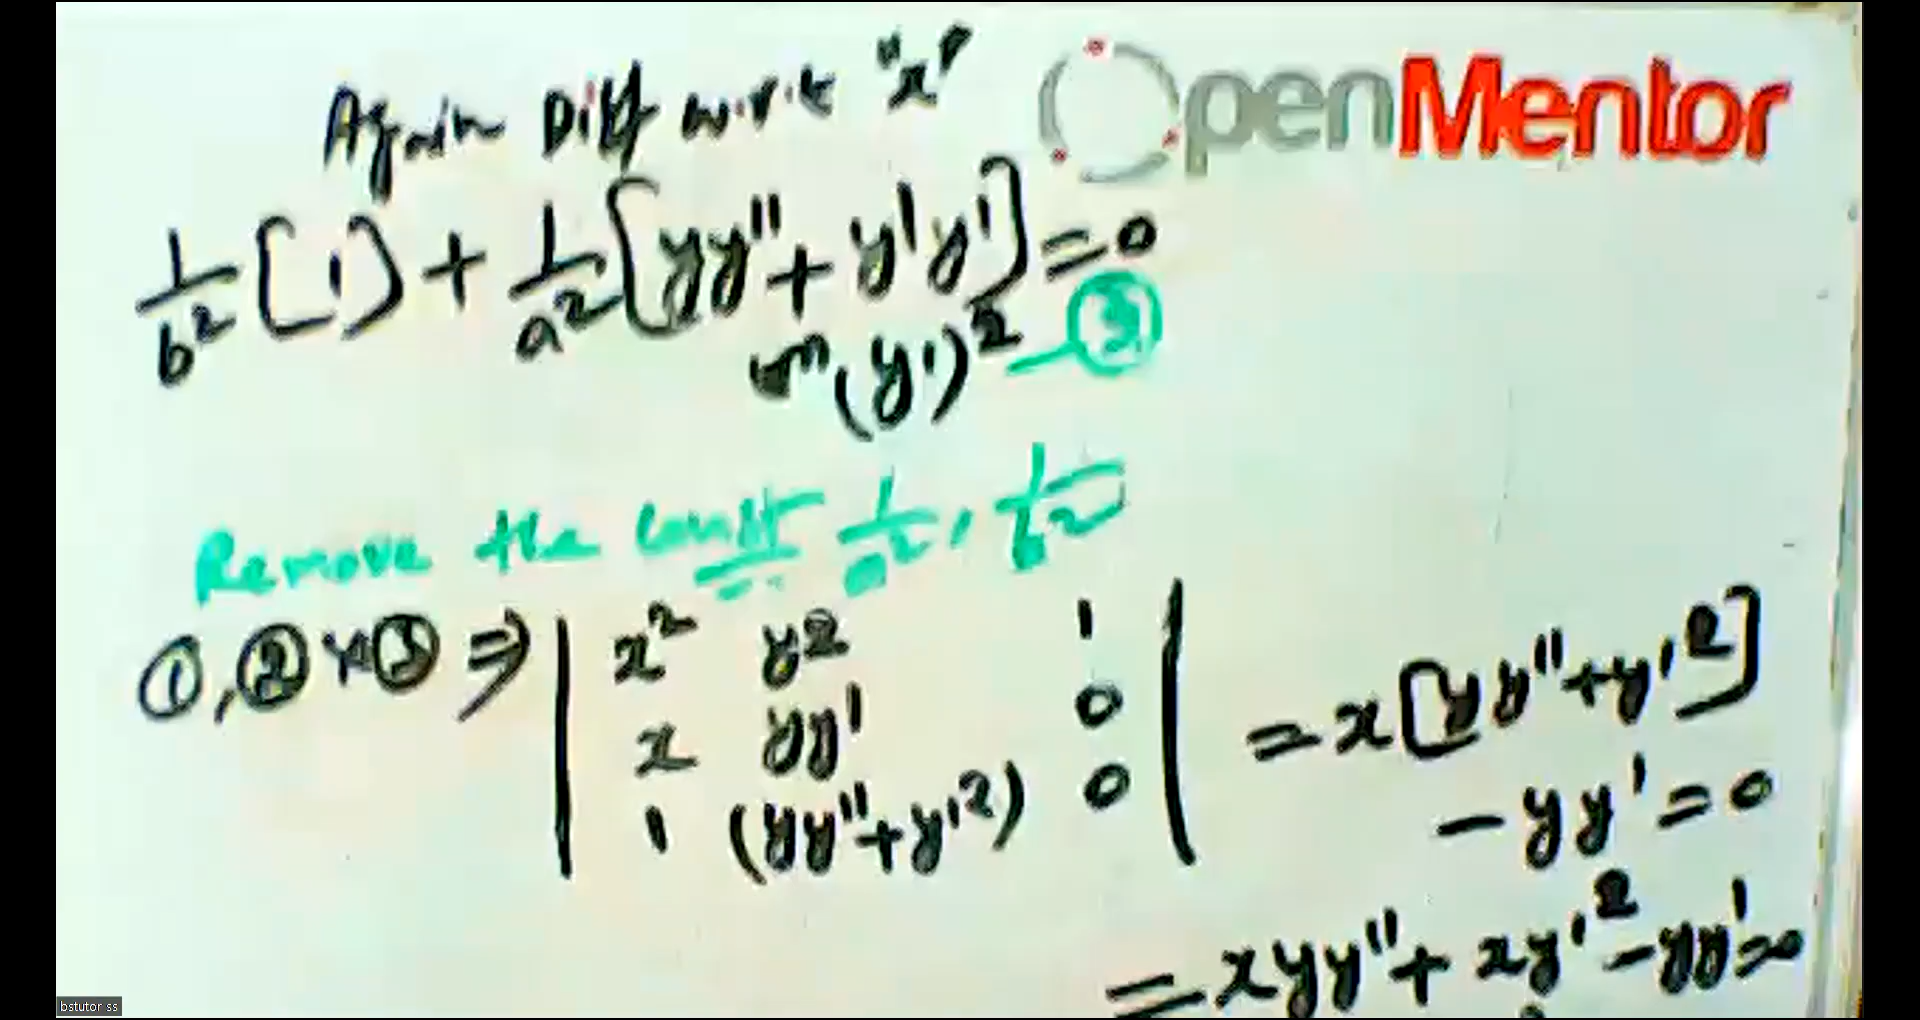 Again Diff w.r.t "x"
OpenMentor
1/b² [1] + 1/a² [yy'' + y'y'] = 0
(y')² — ③
Remove the const 1/a², 1/b²
①, ② & ③ ⇒ | x² y² 1 |
| x yy' 0 |
| 1 (yy''+y'²) 0 |
= x[yy''+y'²]
- yy' = 0
= xyy'' + xy'² - yy' = 0
bstutor ss